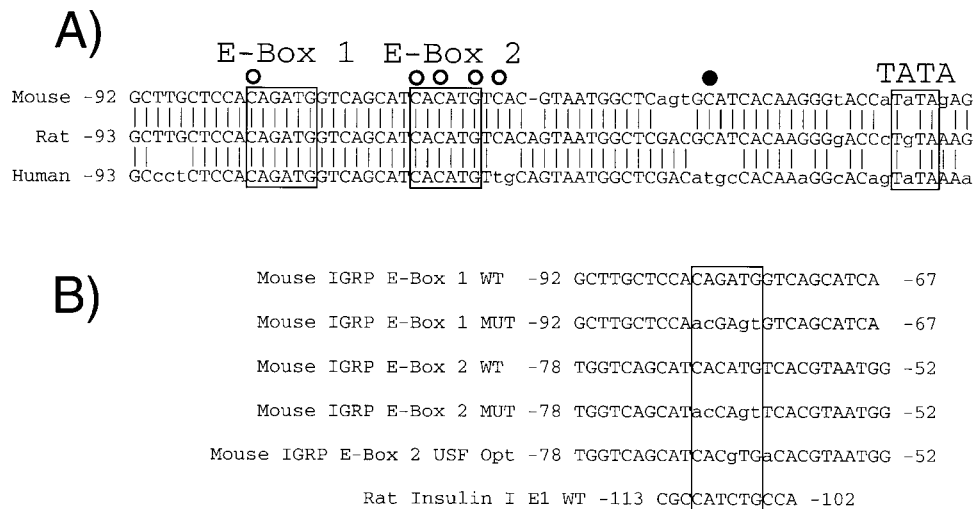 A)
E-Box 1 E-Box 2
TATA
Mouse -92 GCTTGCTCCACAGATGGTCAGCATCACATGTCAC-GTAATGGCTCagtGCATCACAAGGGtACCaTaTAgAG
Rat -93 GCTTGCTCCACAGATGGTCAGCATCACATGTCACAGTAATGGCTCGACGCATCACAAGGGgACCcTgTAAAG
Human -93 GCcctCTCCACAGATGGTCAGCATCACATGTtgCAGTAATGGCTCGACatgcCACAAaGGcACagTaTAAAa
B)
Mouse IGRP E-Box 1 WT -92 GCTTGCTCCACAGATGGTCAGCATCA -67
Mouse IGRP E-Box 1 MUT -92 GCTTGCTCCAacGAgtGTCAGCATCA -67
Mouse IGRP E-Box 2 WT -78 TGGTCAGCATCACATGTCACGTAATGG -52
Mouse IGRP E-Box 2 MUT -78 TGGTCAGCATacCAgtTCACGTAATGG -52
Mouse IGRP E-Box 2 USF Opt -78 TGGTCAGCATCACgTGaCACGTAATGG -52
Rat Insulin I E1 WT -113 CGCCATCTGCCA -102